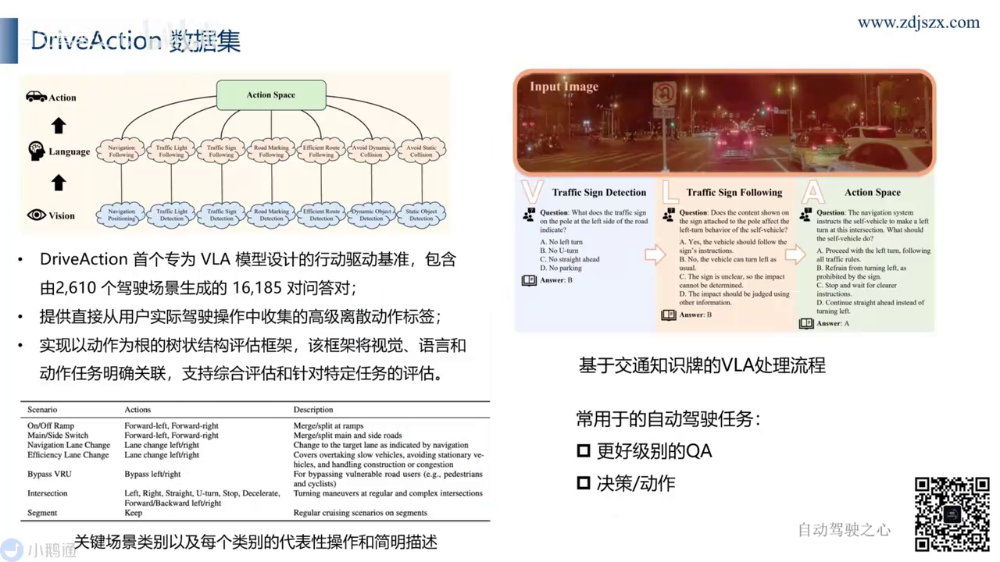 www.zdjszx.com
DriveAction 数据集
Action
Action Space
Language
Navigation Following
Traffic Light Following
Traffic Sign Following
Road Marking Following
Efficient Route Following
Avoid Dynamic Collision
Avoid Static Collision
Vision
Navigation Positioning
Traffic Light Detection
Traffic Sign Detection
Road Marking Detection
Efficient Route Detection
Dynamic Object Detection
Static Object Detection
• DriveAction 首个专为 VLA 模型设计的行动驱动基准，包含
由2,610 个驾驶场景生成的 16,185 对问答对；
• 提供直接从用户实际驾驶操作中收集的高级离散动作标签；
• 实现以动作为根的树状结构评估框架，该框架将视觉、语言和
动作任务明确关联，支持综合评估和针对特定任务的评估。
Scenario Actions Description
On/Off Ramp Forward-left, Forward-right Merge/split at ramps
Main/Side Switch Forward-left, Forward-right Merge/split main and side roads
Navigation Lane Change Lane change left/right Change to the target lane as indicated by navigation
Efficiency Lane Change Lane change left/right Covers overtaking slow vehicles, avoiding stationary ve-
hicles, and handling construction or congestion
Bypass VRU Bypass left/right For bypassing vulnerable road users (e.g., pedestrians
and cyclists)
Intersection Left, Right, Straight, U-turn, Stop, Decelerate, Turning maneuvers at regular and complex intersections
Forward/Backward left/right
Segment Keep Regular cruising scenarios on segments
关键场景类别以及每个类别的代表性操作和简明描述
小鹅通
Input Image
V Traffic Sign Detection
Question: What does the traffic sign
on the pole at the left side of the road
indicate?
A. No left turn
B. No U-turn
C. No straight ahead
D. No parking
Answer: B
L Traffic Sign Following
Question: Does the content shown on
the sign attached to the pole affect the
left-turn behavior of the self-vehicle?
A. Yes, the vehicle should follow the
sign's instructions.
B. No, the vehicle can turn left as
usual.
C. The sign is unclear, so the impact
cannot be determined.
D. The impact should be judged using
other information.
Answer: B
A Action Space
Question: The navigation system
instructs the self-vehicle to make a left
turn at this intersection. What should
the self-vehicle do?
A. Proceed with the left turn, following
all traffic rules.
B. Refrain from turning left, as
prohibited by the sign.
C. Stop and wait for clearer
instructions.
D. Continue straight ahead instead of
turning left.
Answer: A
基于交通知识牌的VLA处理流程
常用于的自动驾驶任务：
更好级别的QA
决策/动作
自动驾驶之心